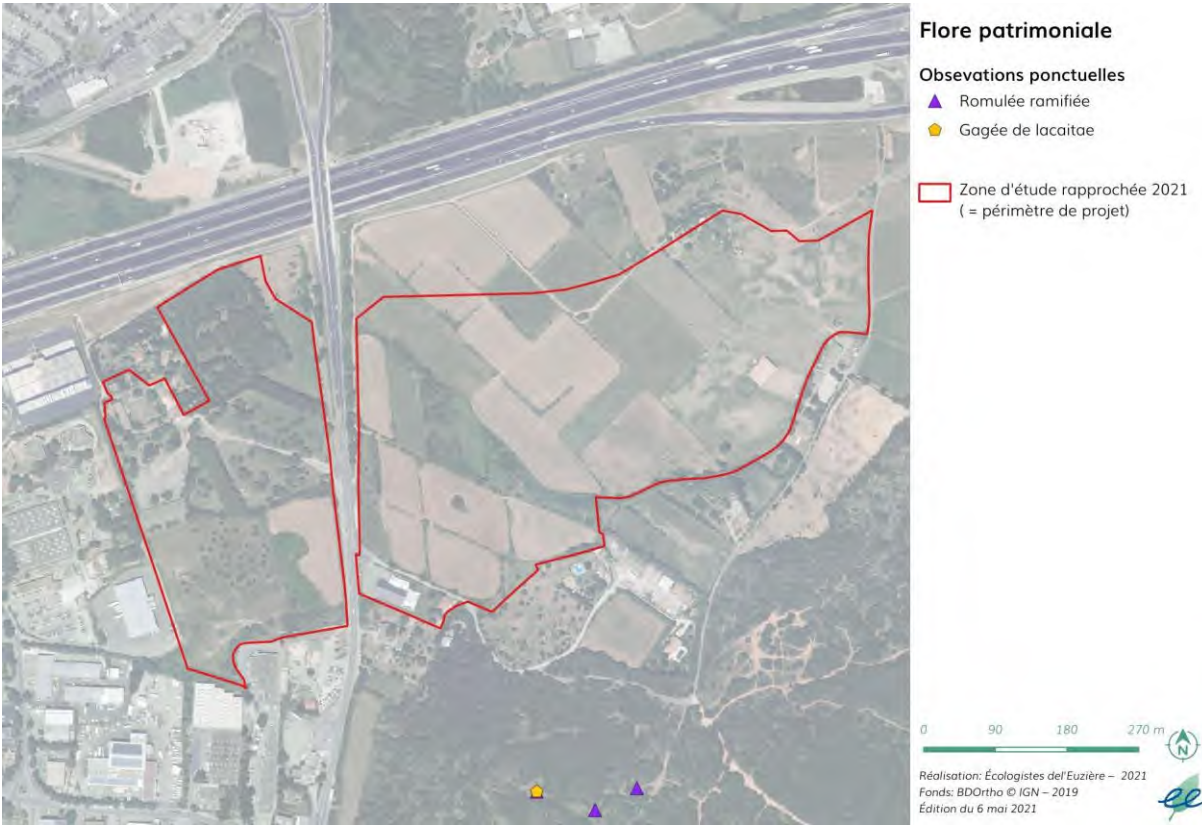 Flore patrimoniale
Obsevations ponctuelles
Romulée ramifiée
Gagée de lacaitae
Zone d'étude rapprochée 2021
( = périmètre de projet)
0 90 180 270 m
N
Réalisation: Écologistes del'Euzière – 2021
Fonds: BDOrtho © IGN – 2019
Édition du 6 mai 2021
ee